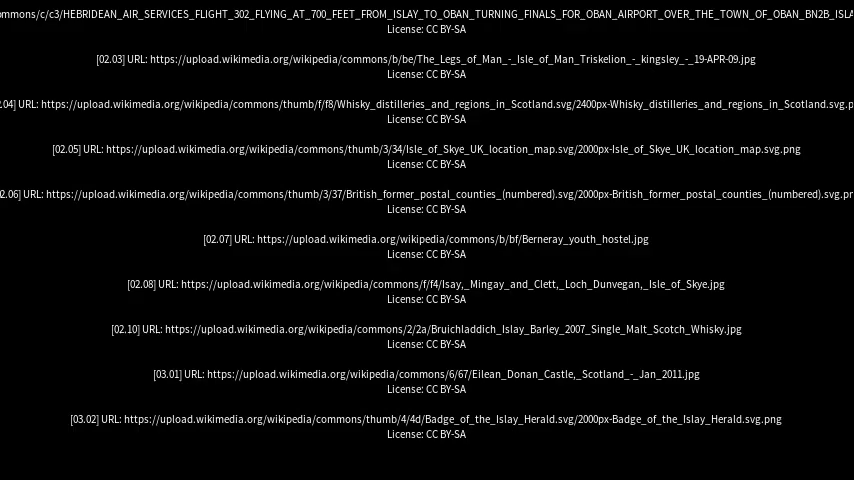 mmons/c/c3/HEBRIDEAN_AIR_SERVICES_FLIGHT_302_FLYING_AT_700_FEET_FROM_ISLAY_TO_OBAN_TURNING_FINALS_FOR_OBAN_AIRPORT_OVER_THE_TOWN_OF_OBAN_BN2B_ISLA
License: CC BY-SA
[02.03] URL: https://upload.wikimedia.org/wikipedia/commons/b/be/The_Legs_of_Man_-_Isle_of_Man_Triskelion_-_kingsley_-_19-APR-09.jpg
License: CC BY-SA
.04] URL: https://upload.wikimedia.org/wikipedia/commons/thumb/f/f8/Whisky_distilleries_and_regions_in_Scotland.svg/2400px-Whisky_distilleries_and_regions_in_Scotland.svg.p
License: CC BY-SA
[02.05] URL: https://upload.wikimedia.org/wikipedia/commons/thumb/3/34/Isle_of_Skye_UK_location_map.svg/2000px-Isle_of_Skye_UK_location_map.svg.png
License: CC BY-SA
2.06] URL: https://upload.wikimedia.org/wikipedia/commons/thumb/3/37/British_former_postal_counties_(numbered).svg/2000px-British_former_postal_counties_(numbered).svg.pr
License: CC BY-SA
[02.07] URL: https://upload.wikimedia.org/wikipedia/commons/b/bf/Berneray_youth_hostel.jpg
License: CC BY-SA
[02.08] URL: https://upload.wikimedia.org/wikipedia/commons/f/f4/Isay,_Mingay_and_Clett,_Loch_Dunvegan,_Isle_of_Skye.jpg
License: CC BY-SA
[02.10] URL: https://upload.wikimedia.org/wikipedia/commons/2/2a/Bruichladdich_Islay_Barley_2007_Single_Malt_Scotch_Whisky.jpg
License: CC BY-SA
[03.01] URL: https://upload.wikimedia.org/wikipedia/commons/6/67/Eilean_Donan_Castle,_Scotland_-_Jan_2011.jpg
License: CC BY-SA
[03.02] URL: https://upload.wikimedia.org/wikipedia/commons/thumb/4/4d/Badge_of_the_Islay_Herald.svg/2000px-Badge_of_the_Islay_Herald.svg.png
License: CC BY-SA